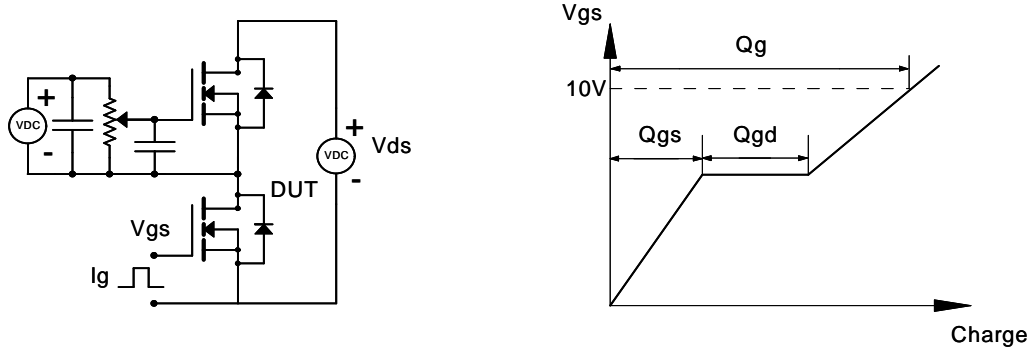 +
VDC
-
+
VDC
-
Vds
DUT
Vgs
Ig
Vgs
Qg
10V
Qgs
Qgd
Charge